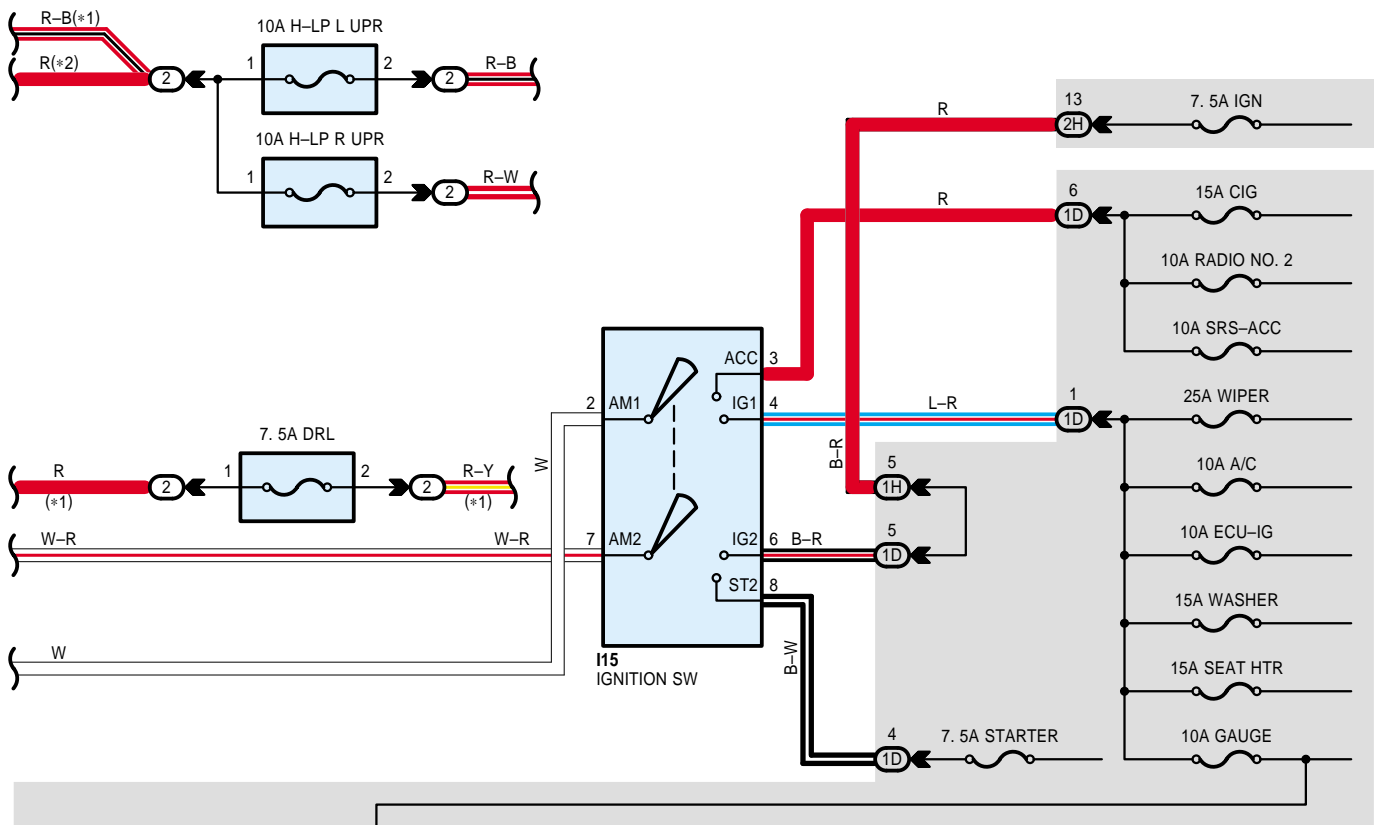 R–B(*1)
10A H–LP L UPR
R(*2)
2
1
2
2
R–B
10A H–LP R UPR
1
2
2
R–W
R
13
2H
7. 5A IGN
R
6
1D
15A CIG
10A RADIO NO. 2
10A SRS–ACC
ACC
3
2
AM1
IG1
4
L–R
1
1D
25A WIPER
W
B–R
7. 5A DRL
R
(*1)
2
1
2
2
R–Y
(*1)
5
1H
10A A/C
W–R
W–R
7
AM2
IG2
6
B–R
5
1D
10A ECU–IG
ST2
8
15A WASHER
W
B–W
I15
IGNITION SW
15A SEAT HTR
4
1D
7. 5A STARTER
10A GAUGE